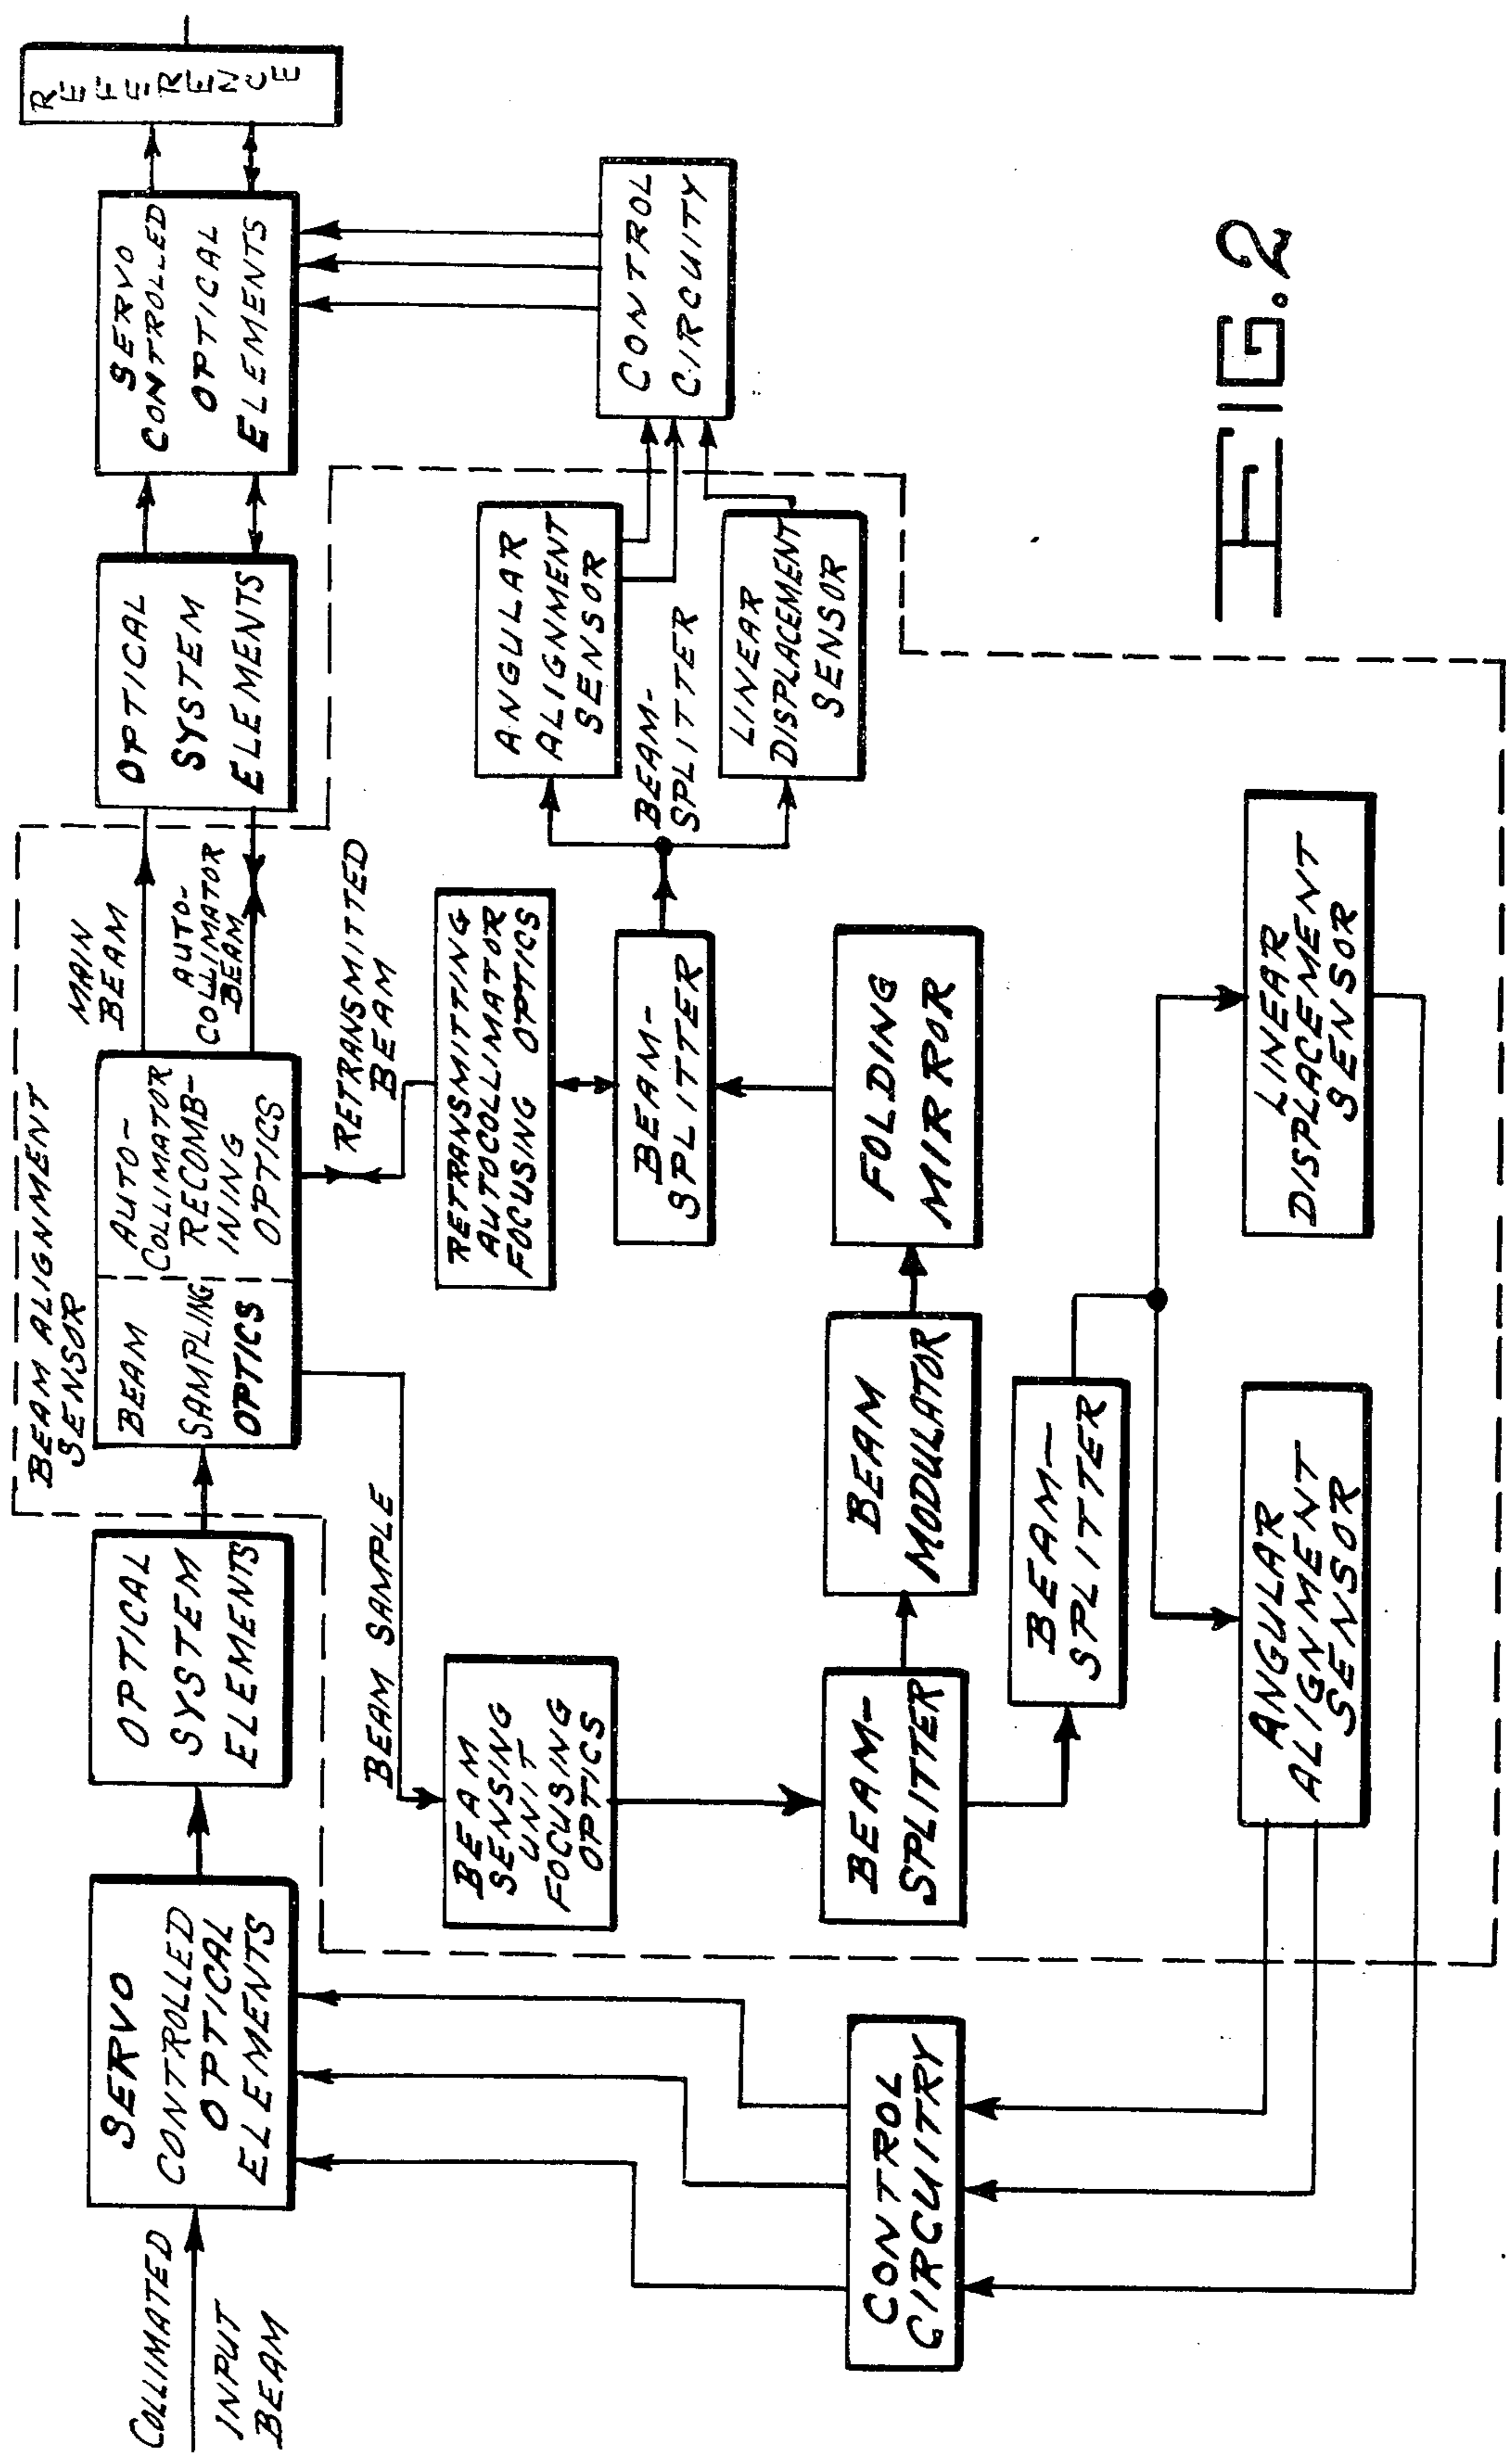 COLLIMATED
INPUT
BEAM
SERVO
CONTROLLED
OPTICAL
ELEMENTS
OPTICAL
SYSTEM
ELEMENTS
BEAM ALIGNMENT
SENSOR
BEAM
SAMPLING
OPTICS
AUTO-
COLLIMATOR
RECOMB-
INING
OPTICS
MAIN
BEAM
AUTO-
COLLIMATOR
BEAM
OPTICAL
SYSTEM
ELEMENTS
SERVO
CONTROLLED
OPTICAL
ELEMENTS
REFERENCE
BEAM SAMPLE
RETRANSMITTED
BEAM
BEAM
SENSING
UNIT
FOCUSING
OPTICS
RETRANSMITTING
AUTOCOLLIMATOR
FOCUSING OPTICS
ANGULAR
ALIGNMENT
SENSOR
BEAM-
SPLITTER
LINEAR
DISPLACEMENT
SENSOR
CONTROL
CIRCUITY
BEAM-
SPLITTER
CONTROL
CIRCUITRY
BEAM-
SPLITTER
BEAM
MODULATOR
FOLDING
MIRROR
BEAM-
SPLITTER
ANGULAR
ALIGNMENT
SENSOR
LINEAR
DISPLACEMENT
SENSOR
FIG.2